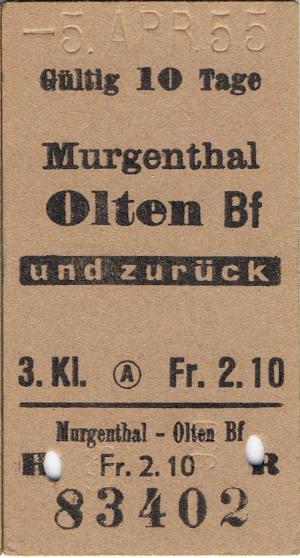 -5. APR. 55
Gültig 10 Tage
Murgenthal
Olten Bf
und zurück
3. Kl. A Fr. 2.10
Murgenthal - Olten Bf
H Fr. 2.10 R
83402